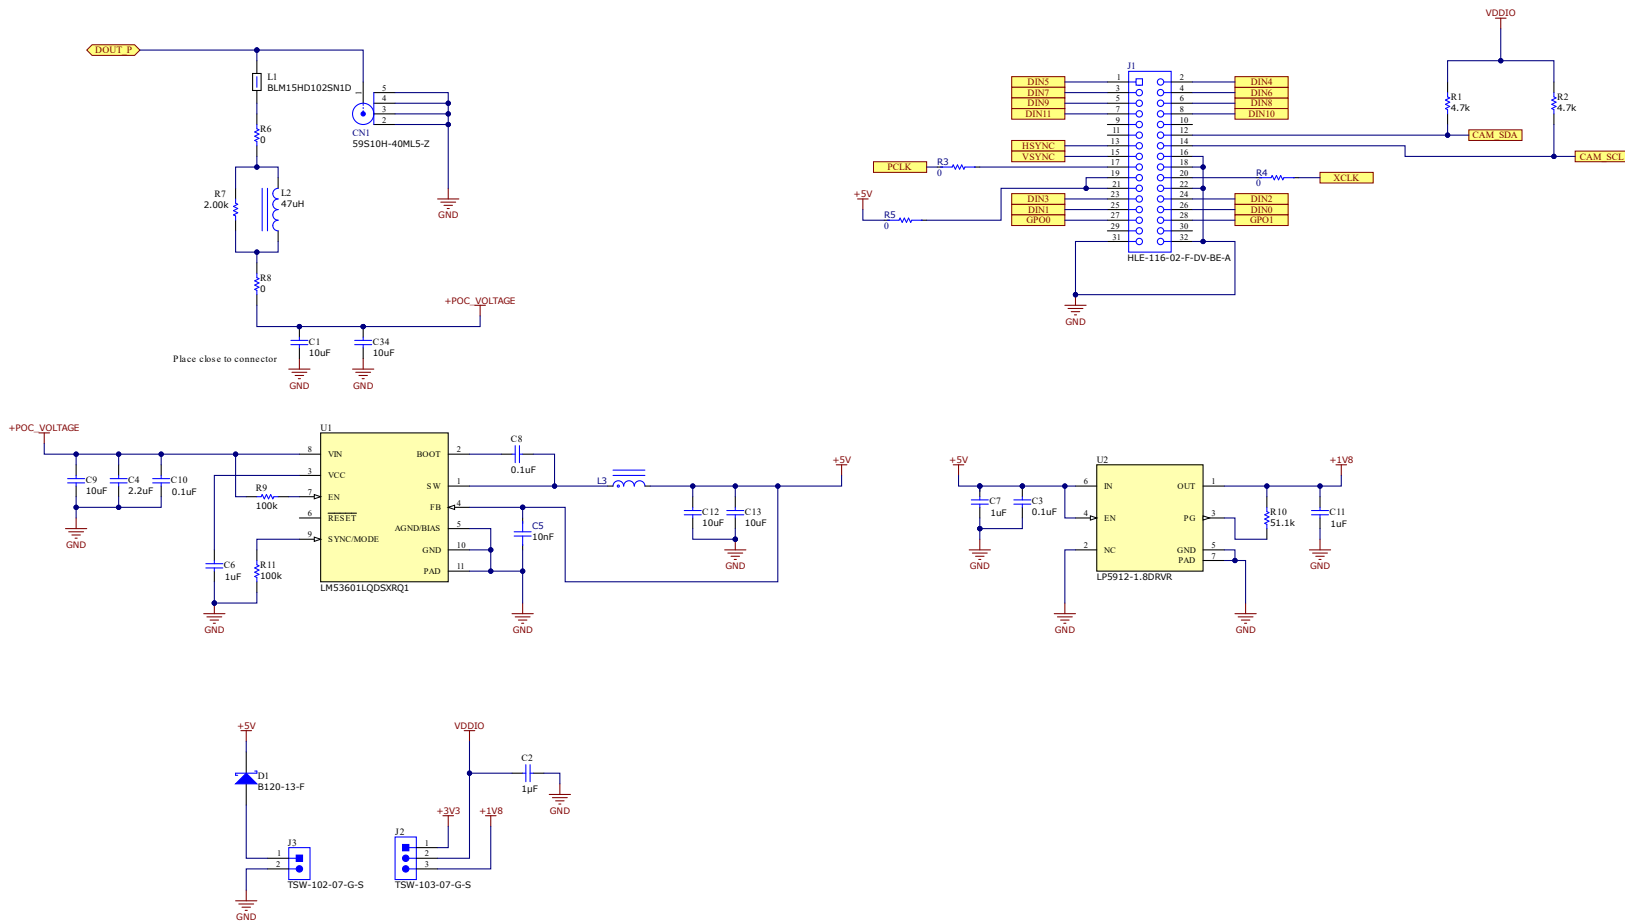 DOUT_P
L1
BLM15HD102SN1D
R6
0
1
5
4
3
2
CN1
59S10H-40ML5-Z
GND
R7
2.00k
L2
47uH
R8
0
+POC_VOLTAGE
C1
10uF
C34
10uF
Place close to connector
GND
GND
VDDIO
R1
4.7k
R2
4.7k
CAM_SDA
CAM_SCL
J1
DIN5 1 2 DIN4
DIN7 3 4 DIN6
DIN9 5 6 DIN8
DIN11 7 8 DIN10
9 10
11 12
HSYNC 13 14
VSYNC 15 16
PCLK R3 0 17 18
19 20 R4 0 XCLK
+5V R5 0 21 22
DIN3 23 24 DIN2
DIN1 25 26 DIN0
GPO0 27 28 GPO1
29 30
31 32
HLE-116-02-F-DV-BE-A
GND
+POC_VOLTAGE
C9
10uF
C4
2.2uF
C10
0.1uF
GND
R9
100k
C6
1uF
R11
100k
GND
U1
8 VIN BOOT 2
3 VCC SW 1
7 EN FB 4
6 RESET AGND/BIAS 5
9 SYNC/MODE GND 10
PAD 11
LM53601LQDSXRQ1
C8
0.1uF
L3
C5
10nF
GND
C12
10uF
C13
10uF
GND
+5V
+5V
C7
1uF
C3
0.1uF
GND
U2
6 IN OUT 1
4 EN PG 3
2 NC GND 5
PAD 7
LP5912-1.8DRVR
GND
GND
R10
51.1k
C11
1uF
+1V8
GND
+5V
D1
B120-13-F
J3
1
2
TSW-102-07-G-S
GND
VDDIO
C2
1µF
GND
+3V3
+1V8
J2
1
2
3
TSW-103-07-G-S